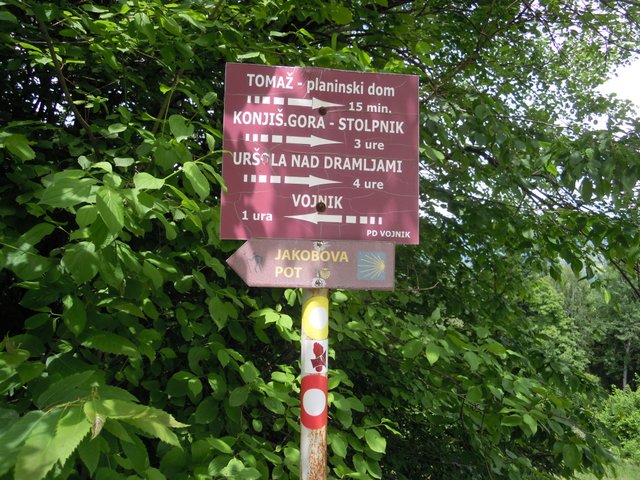 TOMAŽ - planinski dom
15 min.
KONJIŠ.GORA - STOLPNIK
3 ure
URŠULA NAD DRAMLJAMI
4 ure
VOJNIK
1 ura
PD VOJNIK
JAKOBOVA
POT